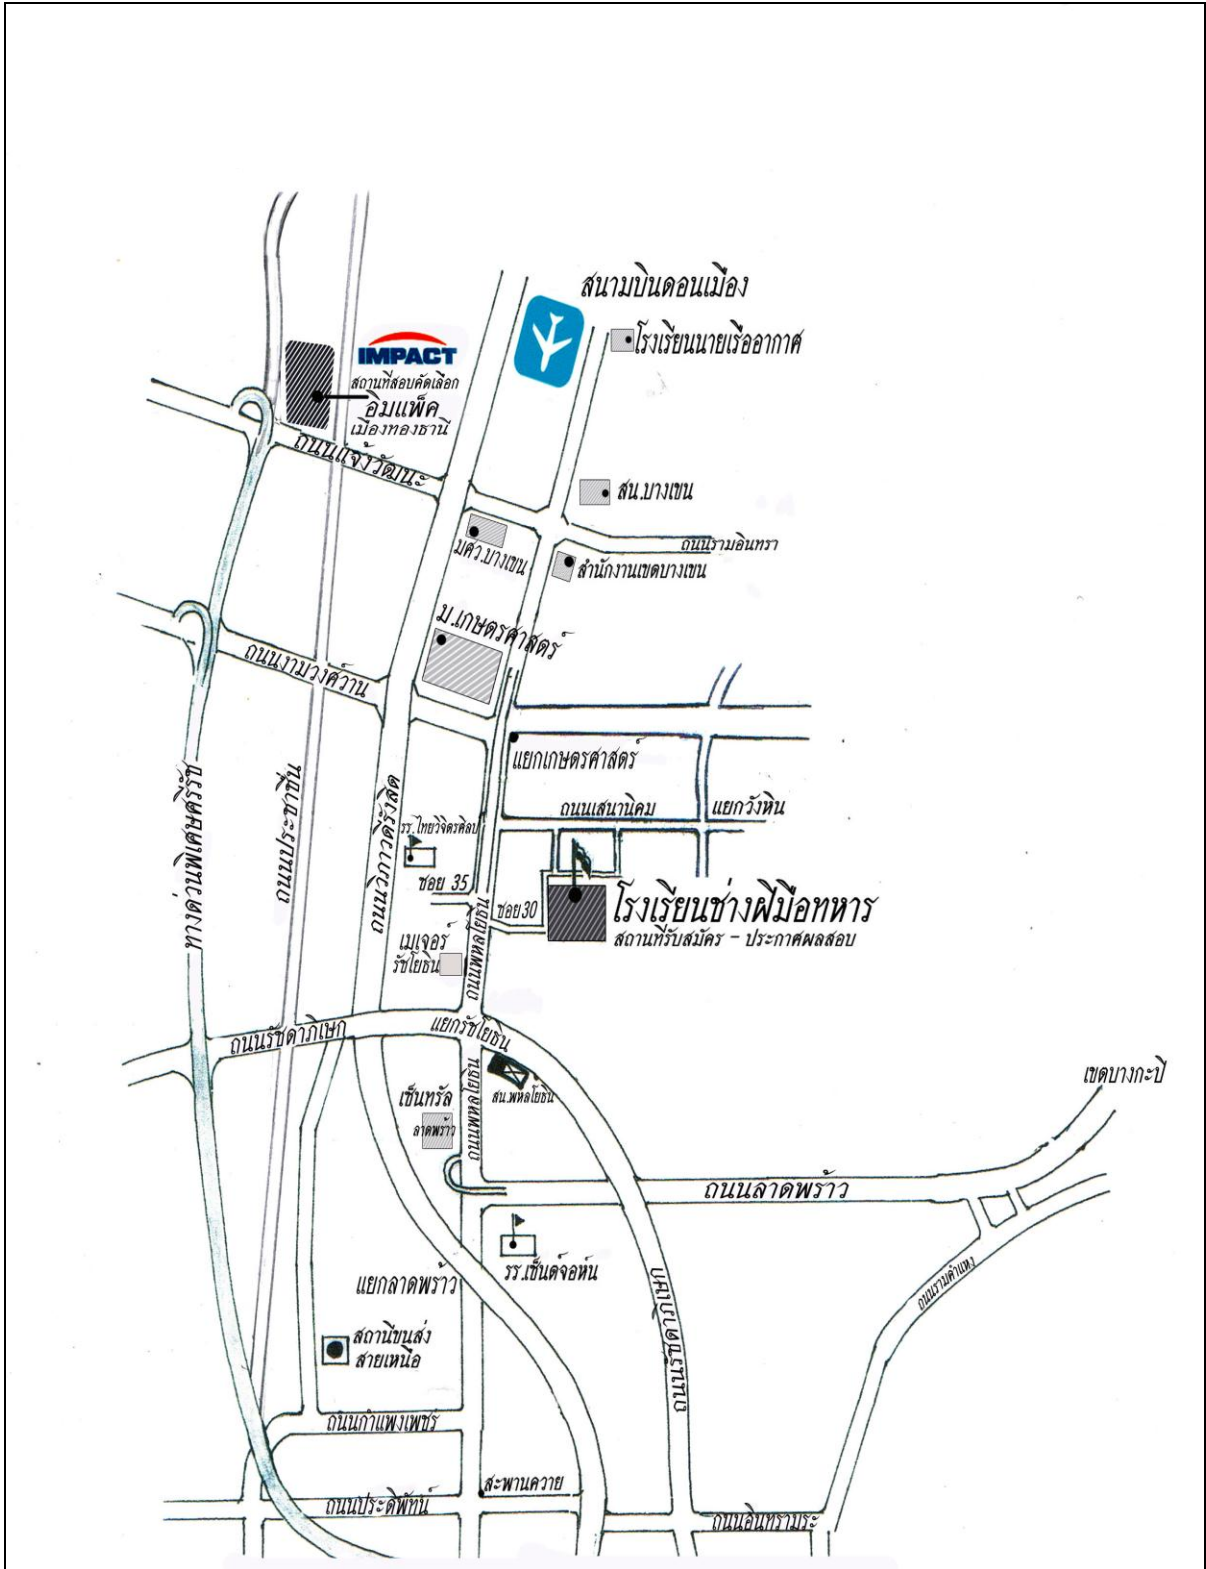 สนามบินดอนเมือง
โรงเรียนนายเรืออากาศ
IMPACT
สถานที่สอบคัดเลือก
อิมแพ็ค
เมืองทองธานี
ถนนแจ้งวัฒนะ
สน.บางเขน
ถนนรามอินทรา
มศว.บางเขน
สำนักงานเขตบางเขน
ม.เกษตรศาสตร์
ถนนงามวงศ์วาน
แยกเกษตรศาสตร์
ทางด่วนพิเศษศรีรัช
ถนนประชาชื่น
ถนนวิภาวดีรังสิต
ถนนเสนานิคม
แยกวังหิน
รร.ไทยวิจิตรศิลป
ซอย 35
ซอย30
โรงเรียนช่างฝีมือทหาร
สถานที่รับสมัคร - ประกาศผลสอบ
เมเจอร์
รัชโยธิน
ถนนพหลโยธิน
ถนนรัชดาภิเษก
แยกรัชโยธิน
เขตบางกะปิ
สน.พหลโยธิน
เซ็นทรัล
ลาดพร้าว
ถนนพหลโยธิน
ถนนลาดพร้าว
รร.เซ็นต์จอห์น
แยกลาดพร้าว
ถนนรามคำแหง
ถนนรัชดาภิเษก
สถานีขนส่ง
สายเหนือ
ถนนกำแพงเพชร
สะพานควาย
ถนนประดิพัทน์
ถนนอินทรามระ